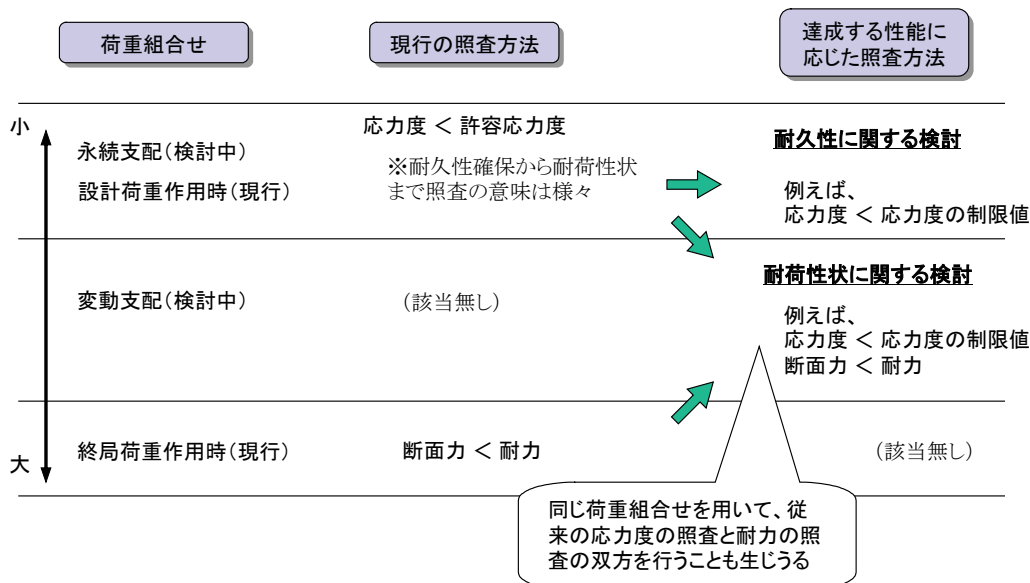 荷重組合せ
現行の照査方法
達成する性能に
応じた照査方法
小
永続支配(検討中)
設計荷重作用時(現行)
応力度 < 許容応力度
※耐久性確保から耐荷性状
まで照査の意味は様々
耐久性に関する検討
例えば、
応力度 < 応力度の制限値
変動支配(検討中)
(該当無し)
耐荷性状に関する検討
例えば、
応力度 < 応力度の制限値
断面力 < 耐力
大
終局荷重作用時(現行)
断面力 < 耐力
(該当無し)
同じ荷重組合せを用いて、従
来の応力度の照査と耐力の照
査の双方を行うことも生じうる